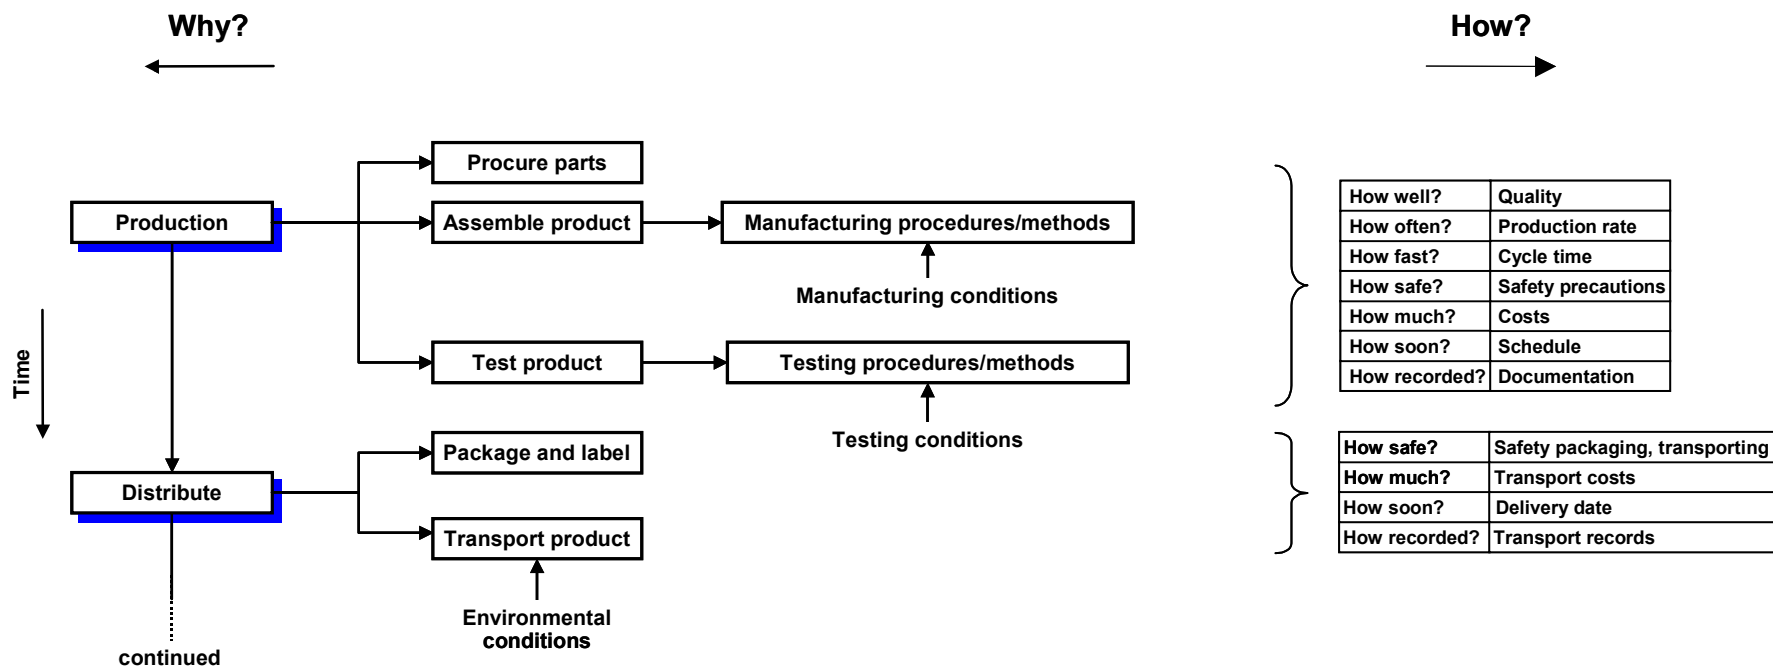 Why?
How?
Procure parts
Production
Assemble product
Manufacturing procedures/methods
Manufacturing conditions
Time
Test product
Testing procedures/methods
Testing conditions
Package and label
Distribute
Transport product
Environmental
conditions
continued
How well? Quality
How often? Production rate
How fast? Cycle time
How safe? Safety precautions
How much? Costs
How soon? Schedule
How recorded? Documentation
How safe? Safety packaging, transporting
How much? Transport costs
How soon? Delivery date
How recorded? Transport records